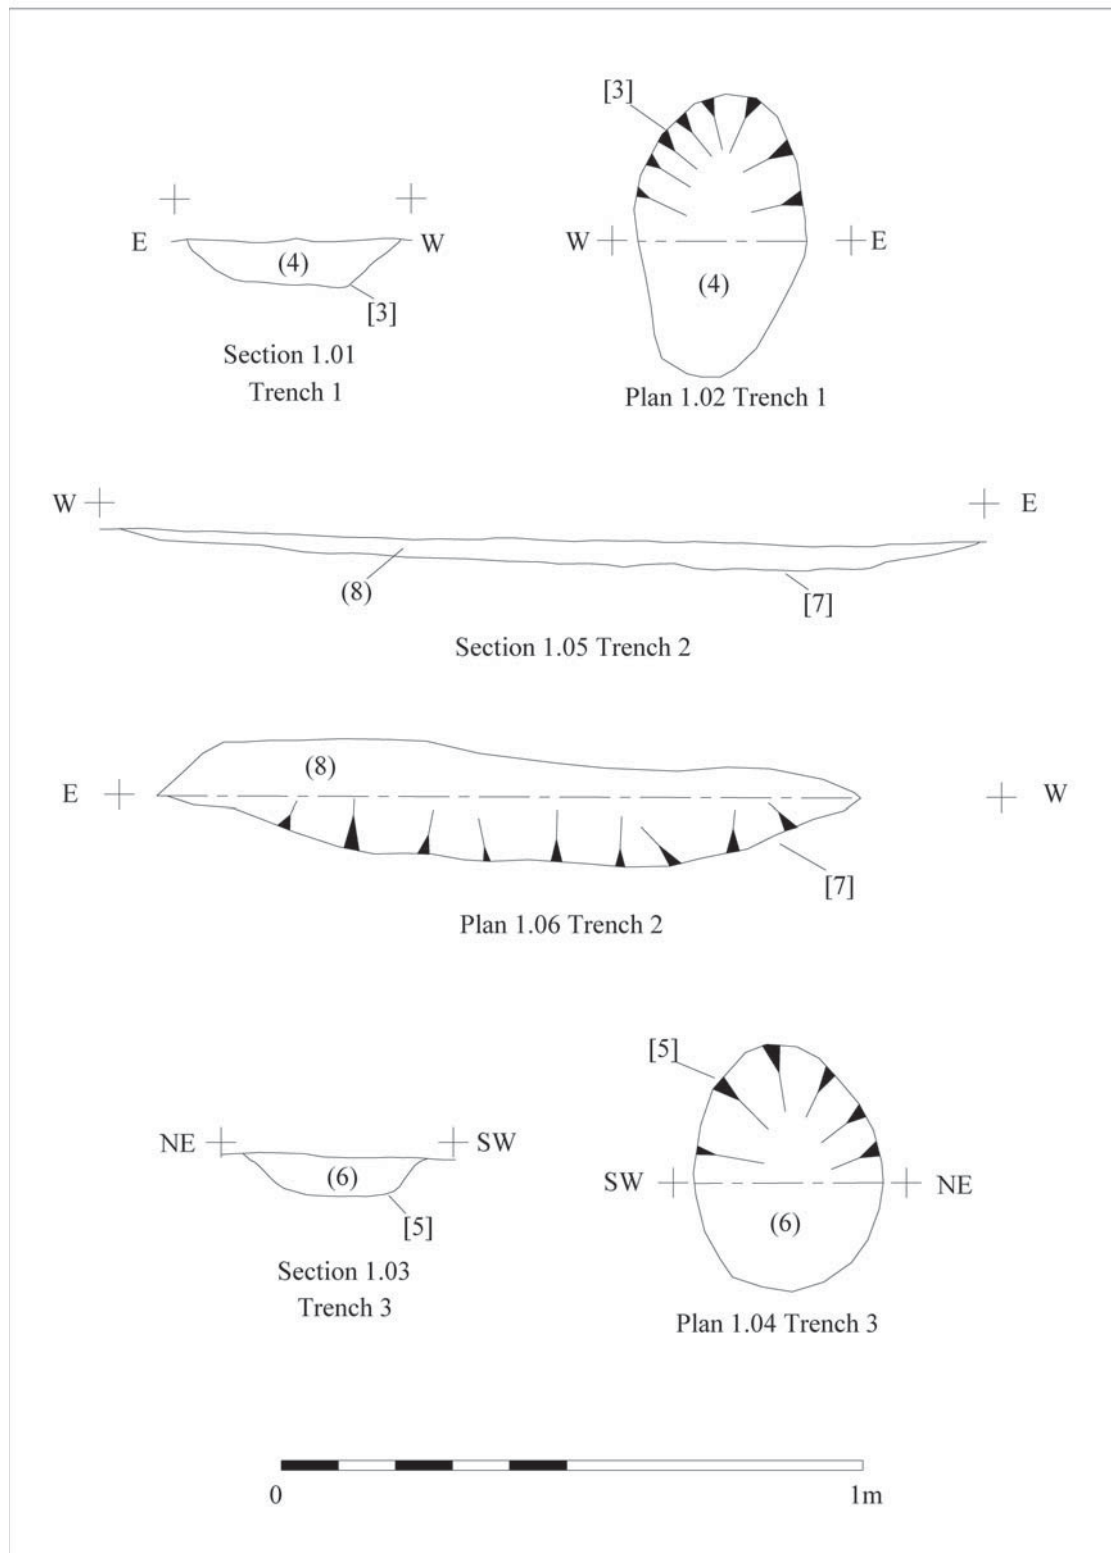 [3]
E
W
(4)
[3]
Section 1.01
Trench 1
W
E
(4)
Plan 1.02 Trench 1
W
E
(8)
[7]
Section 1.05 Trench 2
(8)
E
W
[7]
Plan 1.06 Trench 2
[5]
NE
SW
(6)
[5]
Section 1.03
Trench 3
SW
NE
(6)
Plan 1.04 Trench 3
0
1m